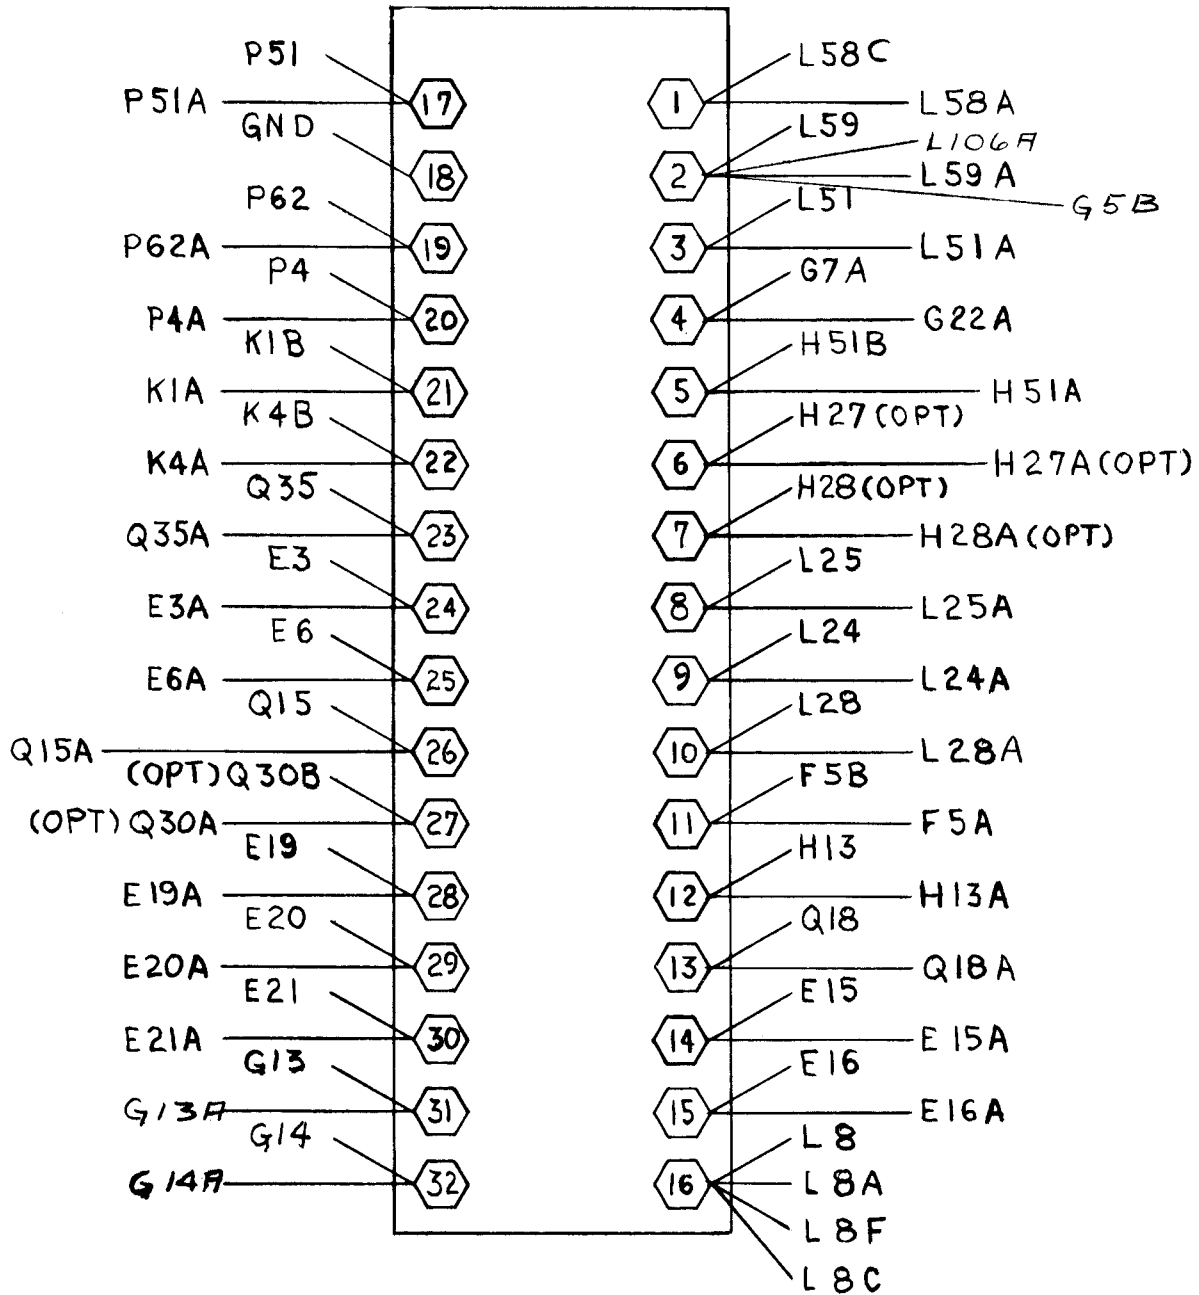 P51
P51A
17
GND
18
P62
P62A
19
P4
P4A
20
K1B
K1A
21
K4B
K4A
22
Q35
Q35A
23
E3
E3A
24
E6
E6A
25
Q15
Q15A
26
(OPT)Q30B
(OPT)Q30A
27
E19
E19A
28
E20
E20A
29
E21
E21A
30
G13
G13A
31
G14
G14A
32
L58C
1
L58A
L59
L106A
2
L59A
G5B
L51
3
L51A
G7A
4
G22A
H51B
5
H51A
H27(OPT)
6
H27A(OPT)
H28(OPT)
7
H28A(OPT)
L25
8
L25A
L24
9
L24A
L28
10
L28A
F5B
11
F5A
H13
12
H13A
Q18
13
Q18A
E15
14
E15A
E16
15
E16A
L8
16
L8A
L8F
L8C